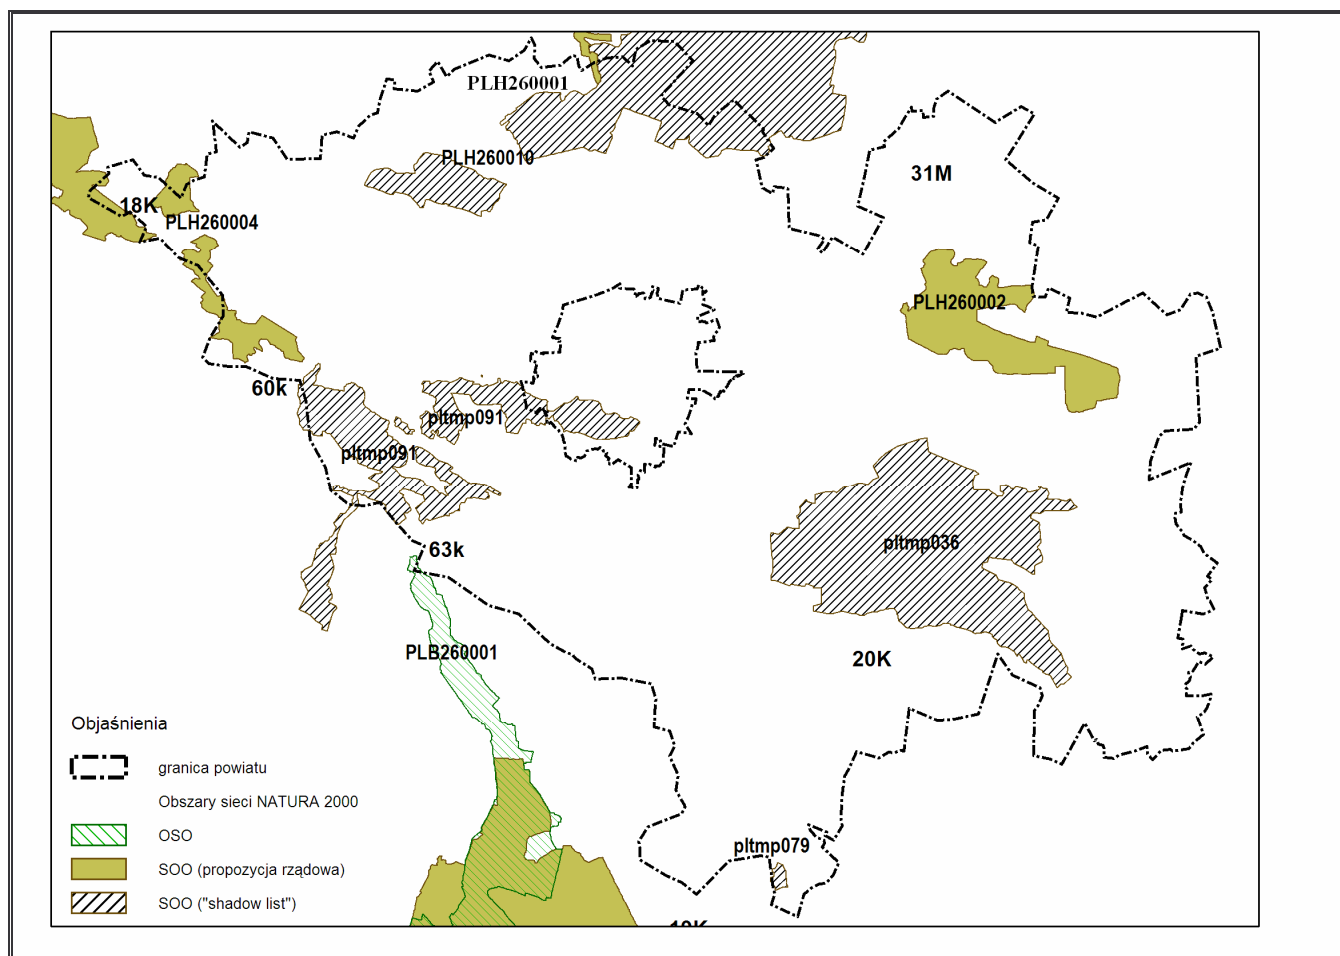 PLH260001
PLH260010
31M
18K
PLH260004
PLH260002
60k
pltmp091
pltmp091
pltmp036
63k
PLB260001
20K
Objaśnienia
granica powiatu
Obszary sieci NATURA 2000
OSO
SOO (propozycja rządowa)
SOO ("shadow list")
pltmp079